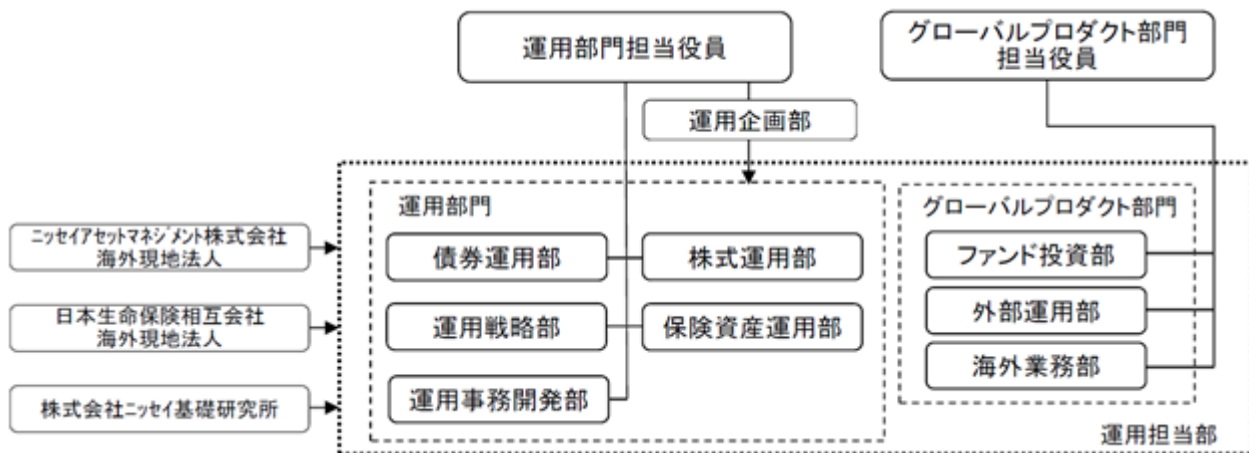 運用部門担当役員
グローバルプロダクト部門
担当役員
運用企画部
運用部門
グローバルプロダクト部門
ニッセイアセットマネジメント株式会社
海外現地法人
債券運用部
株式運用部
ファンド投資部
日本生命保険相互会社
海外現地法人
運用戦略部
保険資産運用部
外部運用部
海外業務部
株式会社ニッセイ基礎研究所
運用事務開発部
運用担当部